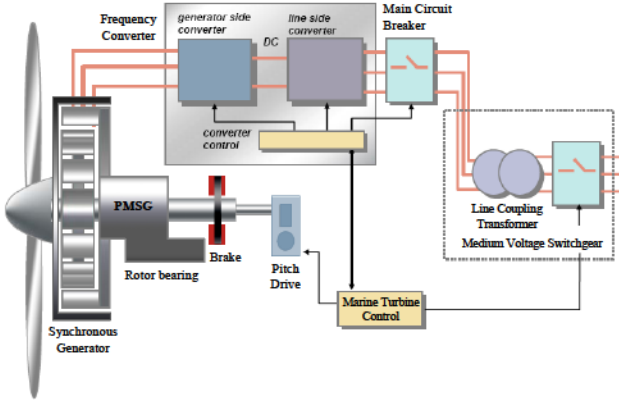 Frequency
Converter
generator side
converter
DC
line side
converter
Main Circuit
Breaker
converter
control
PMSG
Rotor bearing
Brake
Pitch
Drive
Synchronous
Generator
Marine Turbine
Control
Line Coupling
Transformer
Medium Voltage Switchgear